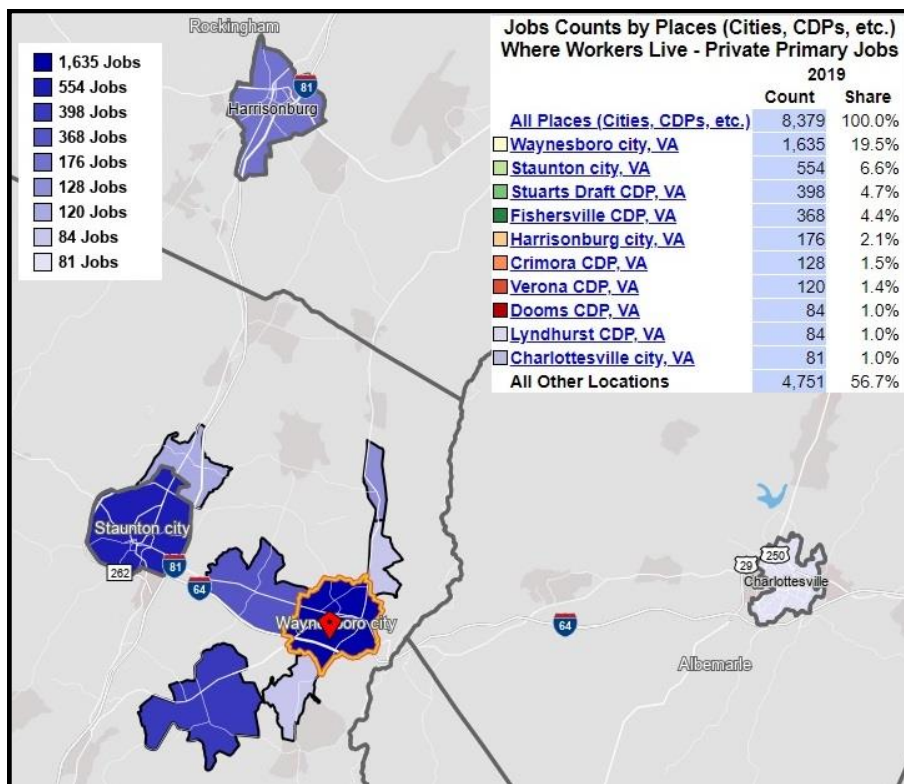 Rockingham
81
Harrisonburg
1,635 Jobs
554 Jobs
398 Jobs
368 Jobs
176 Jobs
128 Jobs
120 Jobs
84 Jobs
81 Jobs
Jobs Counts by Places (Cities, CDPs, etc.)
Where Workers Live - Private Primary Jobs
2019
Count Share
All Places (Cities, CDPs, etc.) 8,379 100.0%
Waynesboro city, VA 1,635 19.5%
Staunton city, VA 554 6.6%
Stuarts Draft CDP, VA 398 4.7%
Fishersville CDP, VA 368 4.4%
Harrisonburg city, VA 176 2.1%
Crimora CDP, VA 128 1.5%
Verona CDP, VA 120 1.4%
Dooms CDP, VA 84 1.0%
Lyndhurst CDP, VA 84 1.0%
Charlottesville city, VA 81 1.0%
All Other Locations 4,751 56.7%
Staunton city
262
81
64
Waynesboro city
64
29
250
Charlottesville
Albemarle